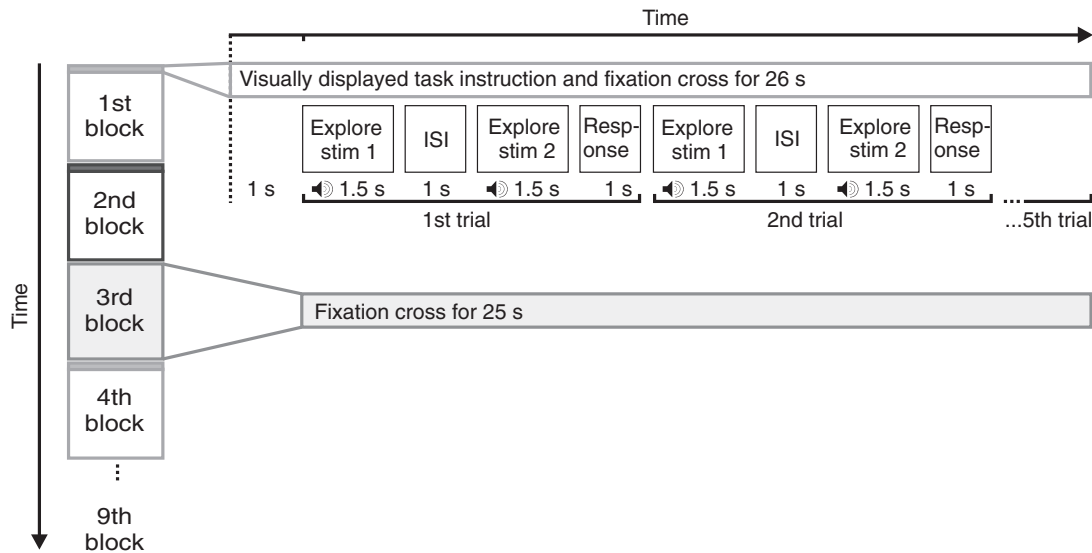 Time
Visually displayed task instruction and fixation cross for 26 s
1st
block
Explore
stim 1
ISI
Explore
stim 2
Resp-
onse
Explore
stim 1
ISI
Explore
stim 2
Resp-
onse
1 s
1.5 s
1 s
1.5 s
1 s
1.5 s
1 s
1.5 s
1 s
1st trial
2nd trial
...5th trial
2nd
block
Time
3rd
block
Fixation cross for 25 s
4th
block
9th
block